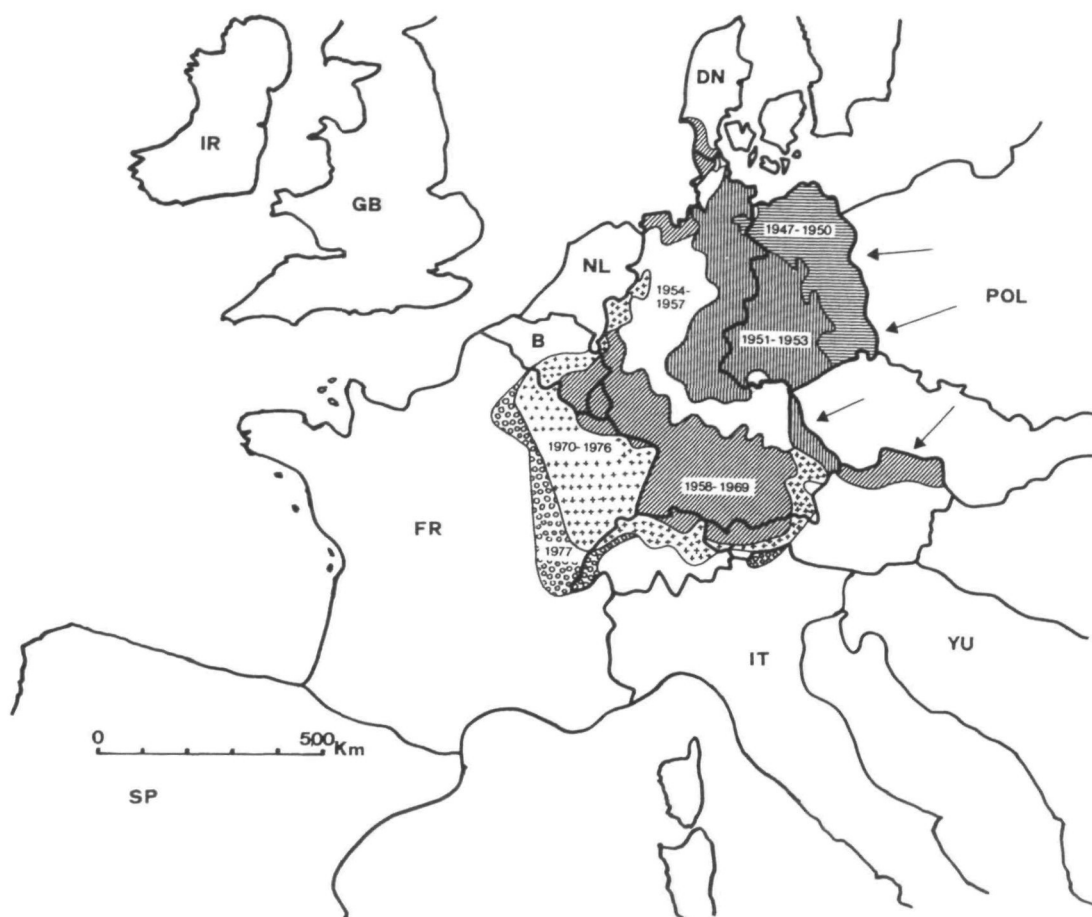 DN
IR
GB
1947-1950
NL
1954-
1957
POL
B
1951-1953
1970-1976
1958-1969
FR
1977
YU
IT
0 500 Km
SP